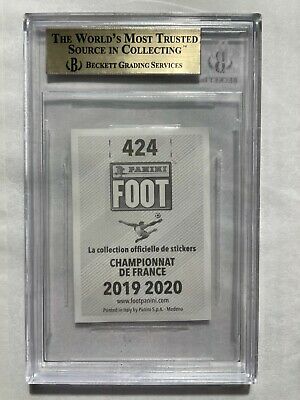 THE WORLD'S MOST TRUSTED
SOURCE IN COLLECTING™
BECKETT GRADING SERVICES
BECKETT
424
PANINI
FOOT
La collection officielle de stickers
CHAMPIONNAT
DE FRANCE
2019 2020
www.footpanini.com
Printed in Italy by Panini S.p.A. - Modena